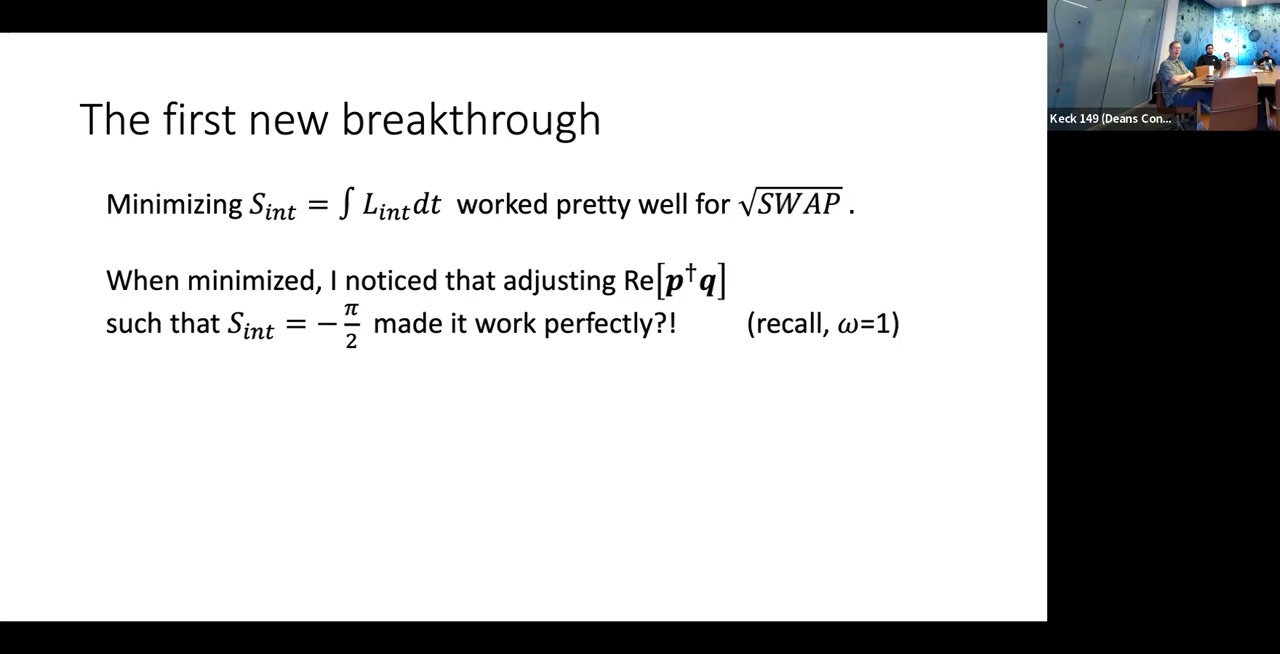 The first new breakthrough
Minimizing S_int = ∫ L_int dt worked pretty well for √SWAP .
When minimized, I noticed that adjusting Re[p†q]
such that S_int = −π/2 made it work perfectly?! (recall, ω=1)
Keck 149 (Deans Con...